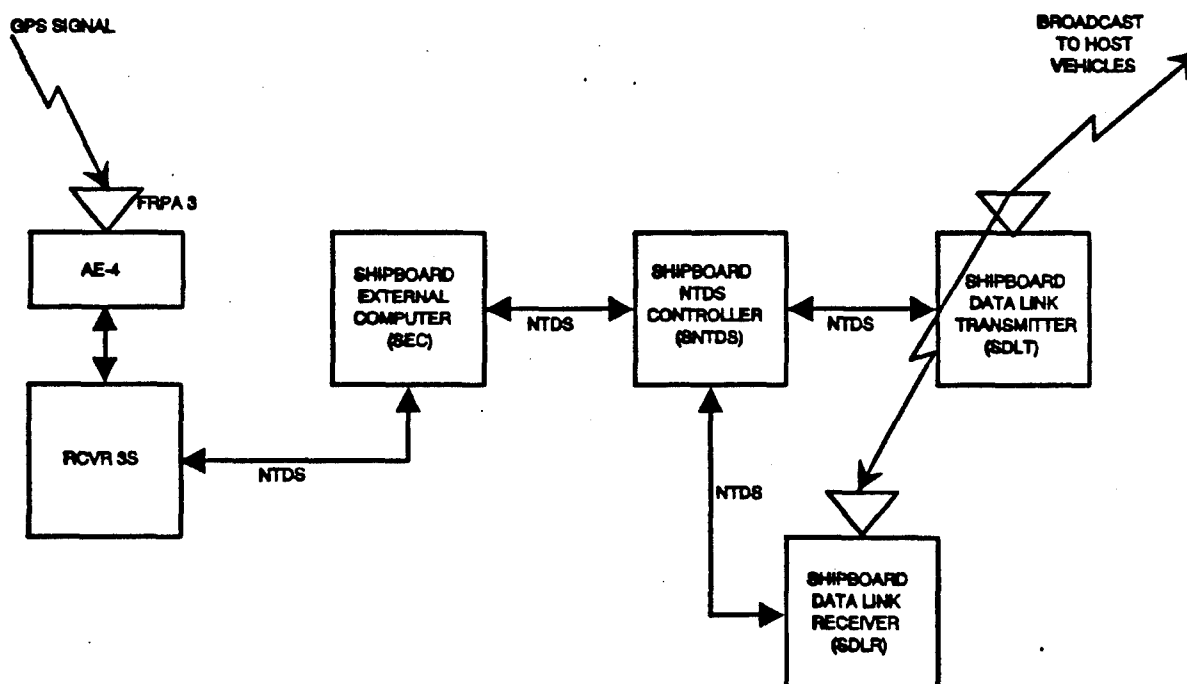 GPS SIGNAL
BROADCAST
TO HOST
VEHICLES
FRPA 3
AE-4
SHIPBOARD
EXTERNAL
COMPUTER
(SEC)
NTDS
SHIPBOARD
NTDS
CONTROLLER
(SNTDS)
NTDS
SHIPBOARD
DATA LINK
TRANSMITTER
(SDLT)
RCVR 3S
NTDS
NTDS
SHIPBOARD
DATA LINK
RECEIVER
(SDLR)